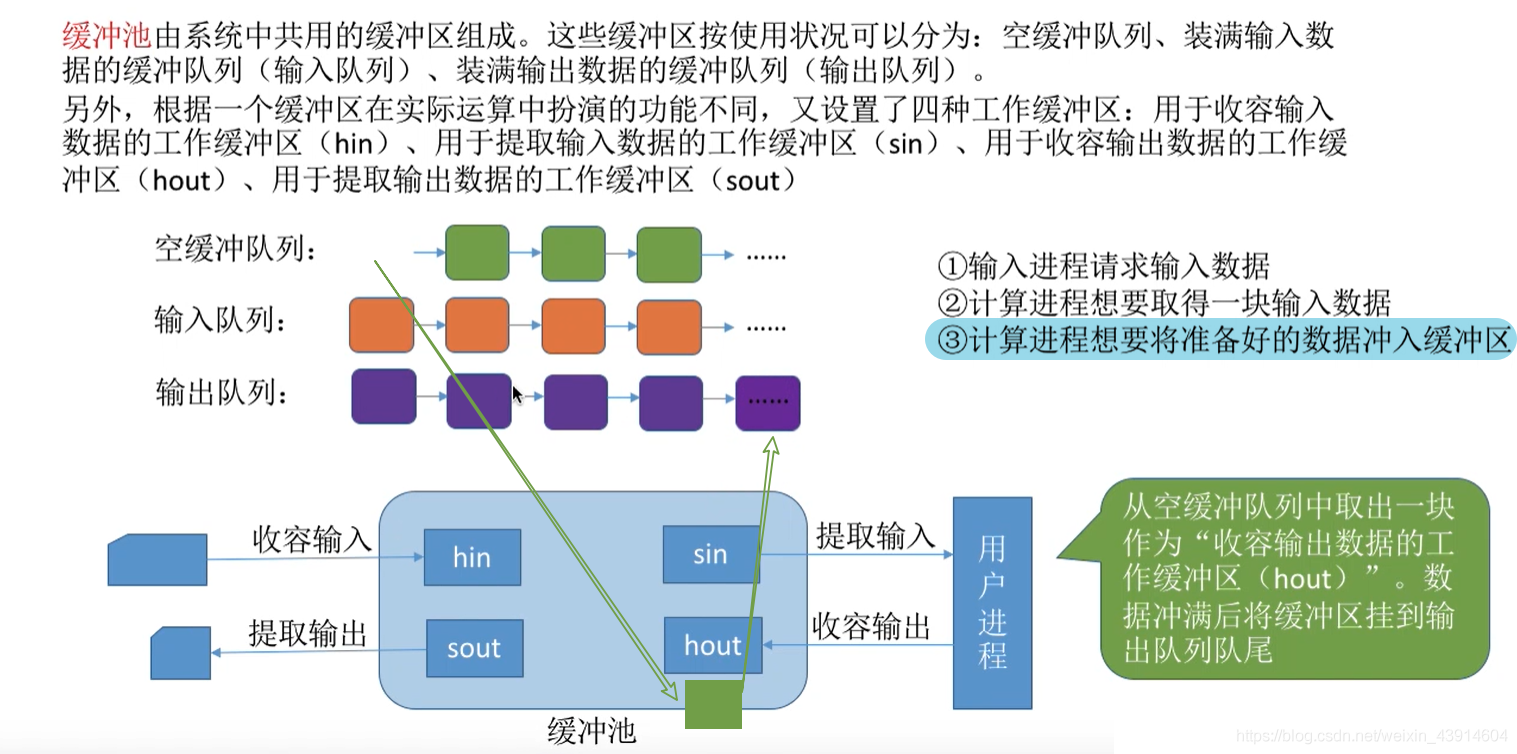 缓冲池由系统中共用的缓冲区组成。这些缓冲区按使用状况可以分为：空缓冲队列、装满输入数
据的缓冲队列（输入队列）、装满输出数据的缓冲队列（输出队列）。
另外，根据一个缓冲区在实际运算中扮演的功能不同，又设置了四种工作缓冲区：用于收容输入
数据的工作缓冲区（hin）、用于提取输入数据的工作缓冲区（sin）、用于收容输出数据的工作缓
冲区（hout）、用于提取输出数据的工作缓冲区（sout）
空缓冲队列：
……
输入队列：
……
输出队列：
……
①输入进程请求输入数据
②计算进程想要取得一块输入数据
③计算进程想要将准备好的数据冲入缓冲区
收容输入
hin
sin
提取输入
提取输出
sout
hout
收容输出
用户进程
缓冲池
从空缓冲队列中取出一块
作为“收容输出数据的工
作缓冲区（hout）”。数
据冲满后将缓冲区挂到输
出队列队尾
https://blog.csdn.net/weixin_43914604